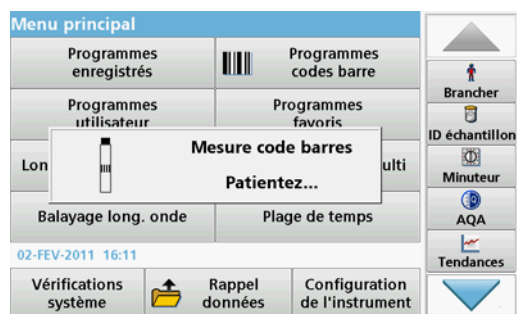 Menu principal
Programmes
enregistrés
Programmes
codes barre
Programmes
utilisateur
Programmes
favoris
Lon
ulti
Mesure code barres
Patientez...
Balayage long. onde
Plage de temps
02-FEV-2011 16:11
Vérifications
système
Rappel
données
Configuration
de l'instrument
Brancher
ID échantillon
Minuteur
AQA
Tendances